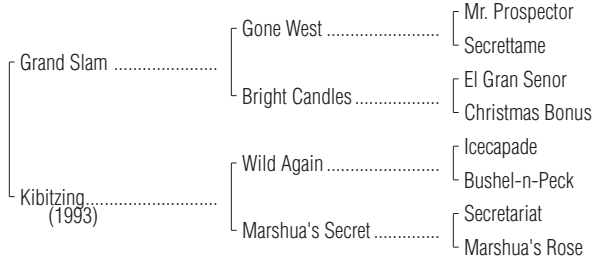 Mr. Prospector
Gone West ......................
Secrettame
Grand Slam ....................
El Gran Senor
Bright Candles ................
Christmas Bonus
Icecapade
Wild Again ......................
Bushel-n-Peck
Kibitzing.........................
(1993)
Secretariat
Marshua's Secret .............
Marshua's Rose